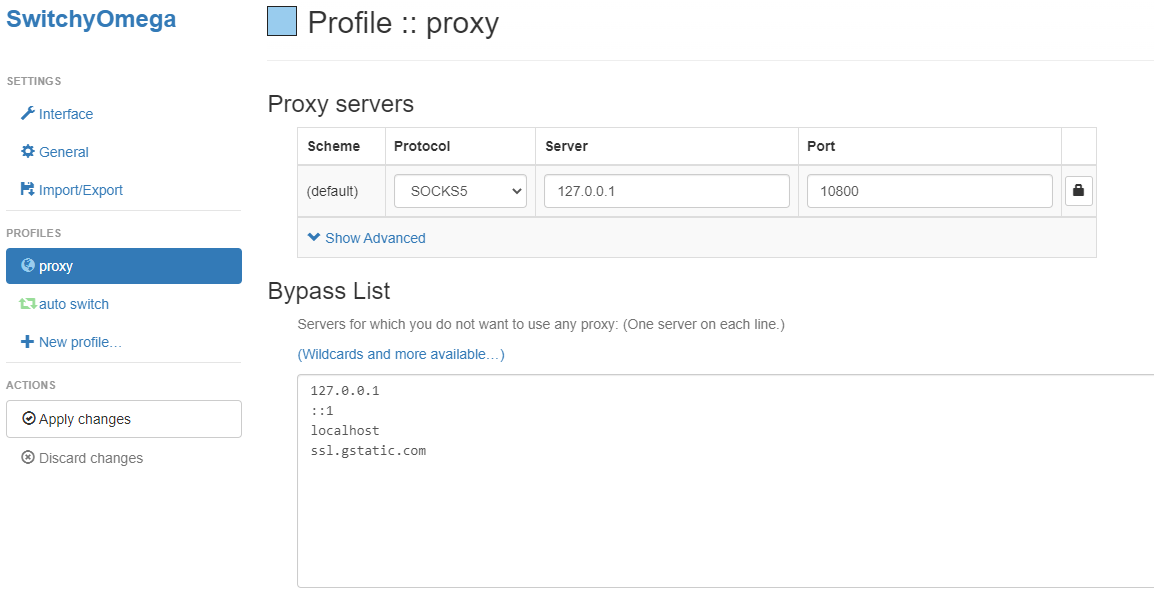 SwitchyOmega
SETTINGS
Interface
General
Import/Export
PROFILES
proxy
auto switch
New profile…
ACTIONS
Apply changes
Discard changes
Profile :: proxy
Proxy servers
Scheme Protocol Server Port
(default) SOCKS5 127.0.0.1 10800
Show Advanced
Bypass List
Servers for which you do not want to use any proxy: (One server on each line.)
(Wildcards and more available…)
127.0.0.1
::1
localhost
ssl.gstatic.com